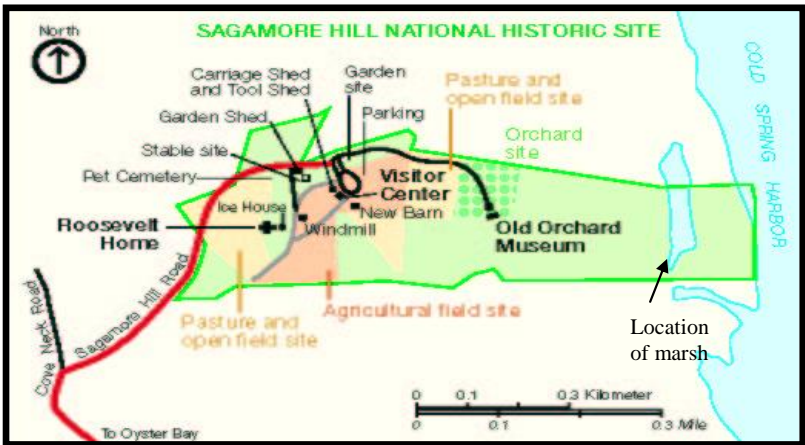 SAGAMORE HILL NATIONAL HISTORIC SITE
North
COLD SPRING HARBOR
Carriage Shed
and Tool Shed
Garden
site
Pasture and
open field site
Garden Shed
Parking
Orchard
site
Stable site
Pet Cemetery
Visitor
Center
Ice House
New Barn
Roosevelt
Home
Windmill
Old Orchard
Museum
Sagamore Hill Road
Cove Neck Road
Agricultural field site
Pasture and
open field site
Location
of marsh
0 0.1 0.3 Kilometer
0 0.1 0.3 Mile
To Oyster Bay